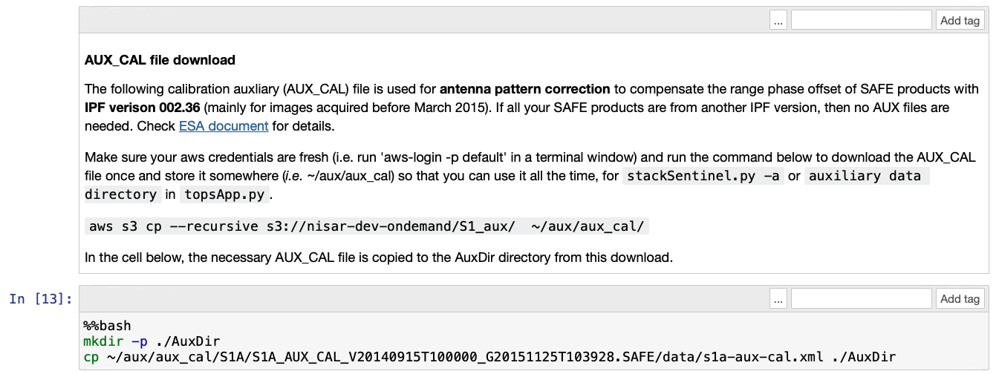 ... Add tag
AUX_CAL file download
The following calibration auxliary (AUX_CAL) file is used for antenna pattern correction to compensate the range phase offset of SAFE products with
IPF verison 002.36 (mainly for images acquired before March 2015). If all your SAFE products are from another IPF version, then no AUX files are
needed. Check ESA document for details.
Make sure your aws credentials are fresh (i.e. run 'aws-login -p default' in a terminal window) and run the command below to download the AUX_CAL
file once and store it somewhere (i.e. ~/aux/aux_cal) so that you can use it all the time, for stackSentinel.py -a or auxiliary data
directory in topsApp.py.
aws s3 cp --recursive s3://nisar-dev-ondemand/S1_aux/  ~/aux/aux_cal/
In the cell below, the necessary AUX_CAL file is copied to the AuxDir directory from this download.
In [13]: ... Add tag
%%bash
mkdir -p ./AuxDir
cp ~/aux/aux_cal/S1A/S1A_AUX_CAL_V20140915T100000_G20151125T103928.SAFE/data/s1a-aux-cal.xml ./AuxDir